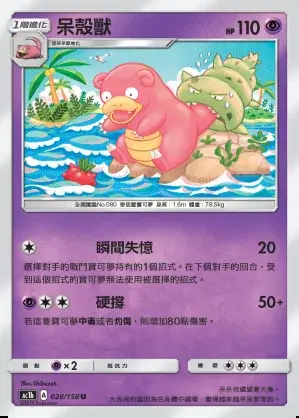 1階進化 呆殼獸 HP 110
從呆呆獸進化
全國圖鑑No.080 寄居蟹寶可夢 身高：1.6m 體重：78.5kg
瞬間失憶 20
選擇對手的戰鬥寶可夢持有的1個招式。在下個對手的回合，受
到這個招式的寶可夢無法使用被選擇的招式。
硬撐 50+
若這隻寶可夢中毒或者灼傷，則增加80點傷害。
弱點 ×2 抵抗力 撤退
Illus.Shibuzoh.
ac1b A 028/158 U